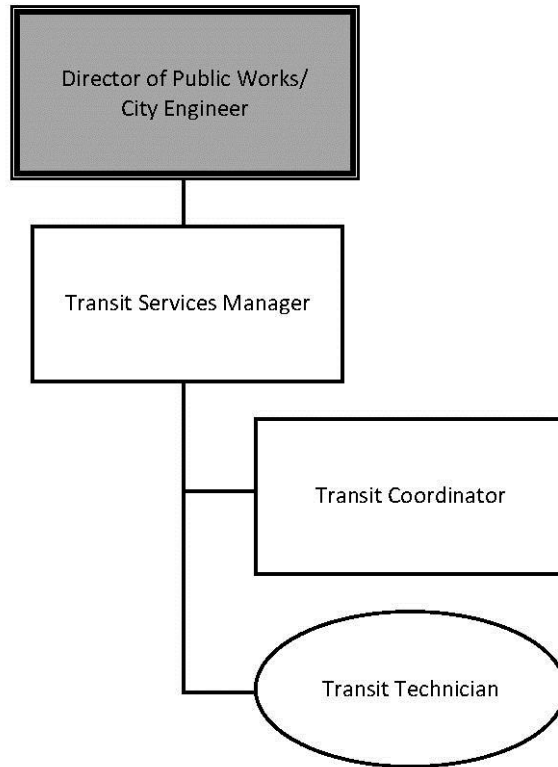 Director of Public Works/
City Engineer
Transit Services Manager
Transit Coordinator
Transit Technician